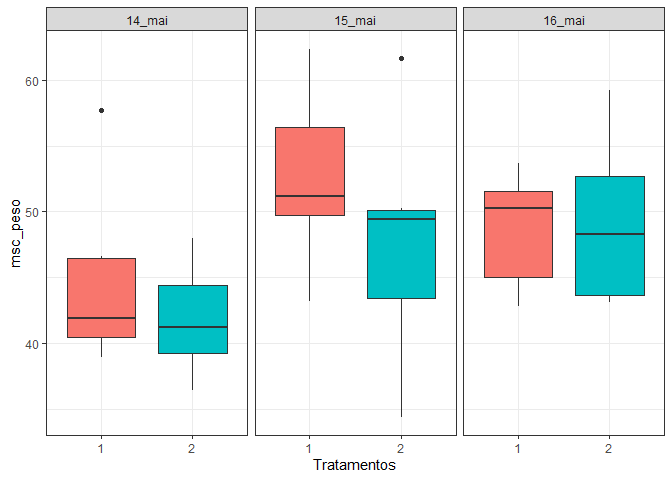 14_mai 15_mai 16_mai
60
50
40
msc_peso
1 2 1 2 1 2
Tratamentos